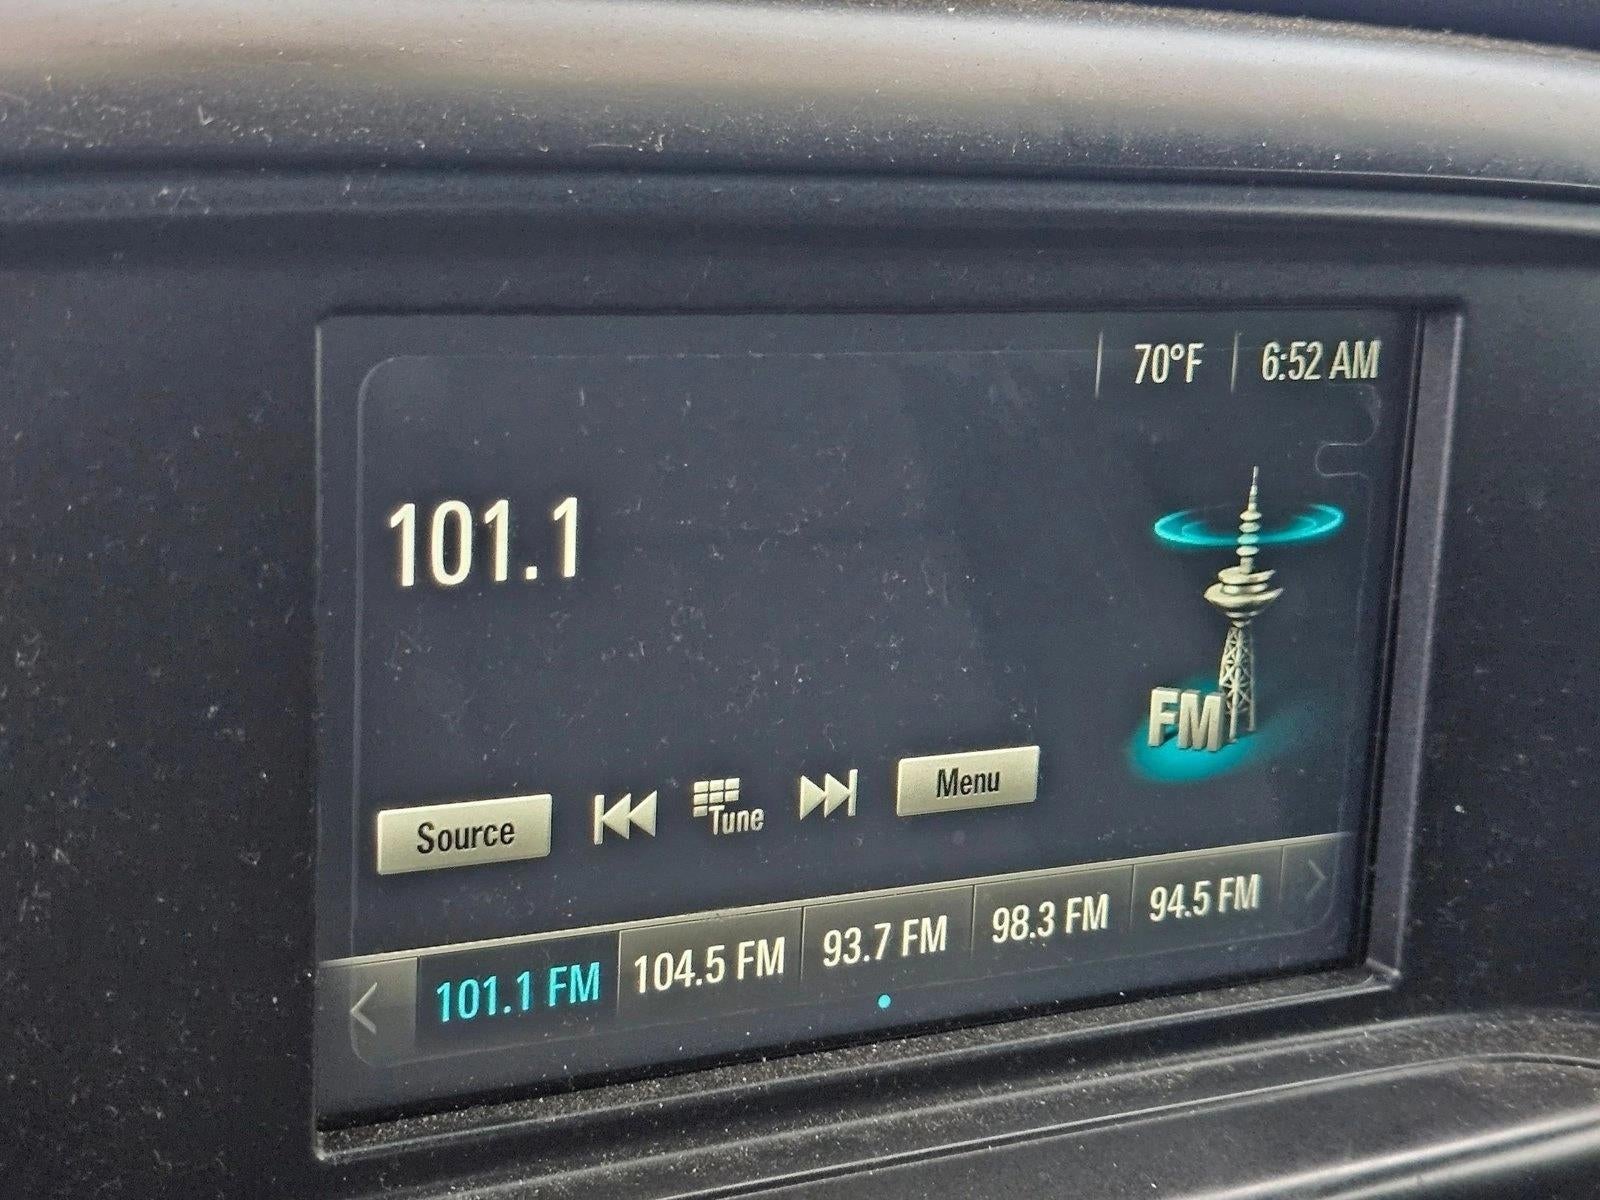 70°F 6:52 AM
101.1
FM
Source Tune Menu
101.1 FM 104.5 FM 93.7 FM 98.3 FM 94.5 FM